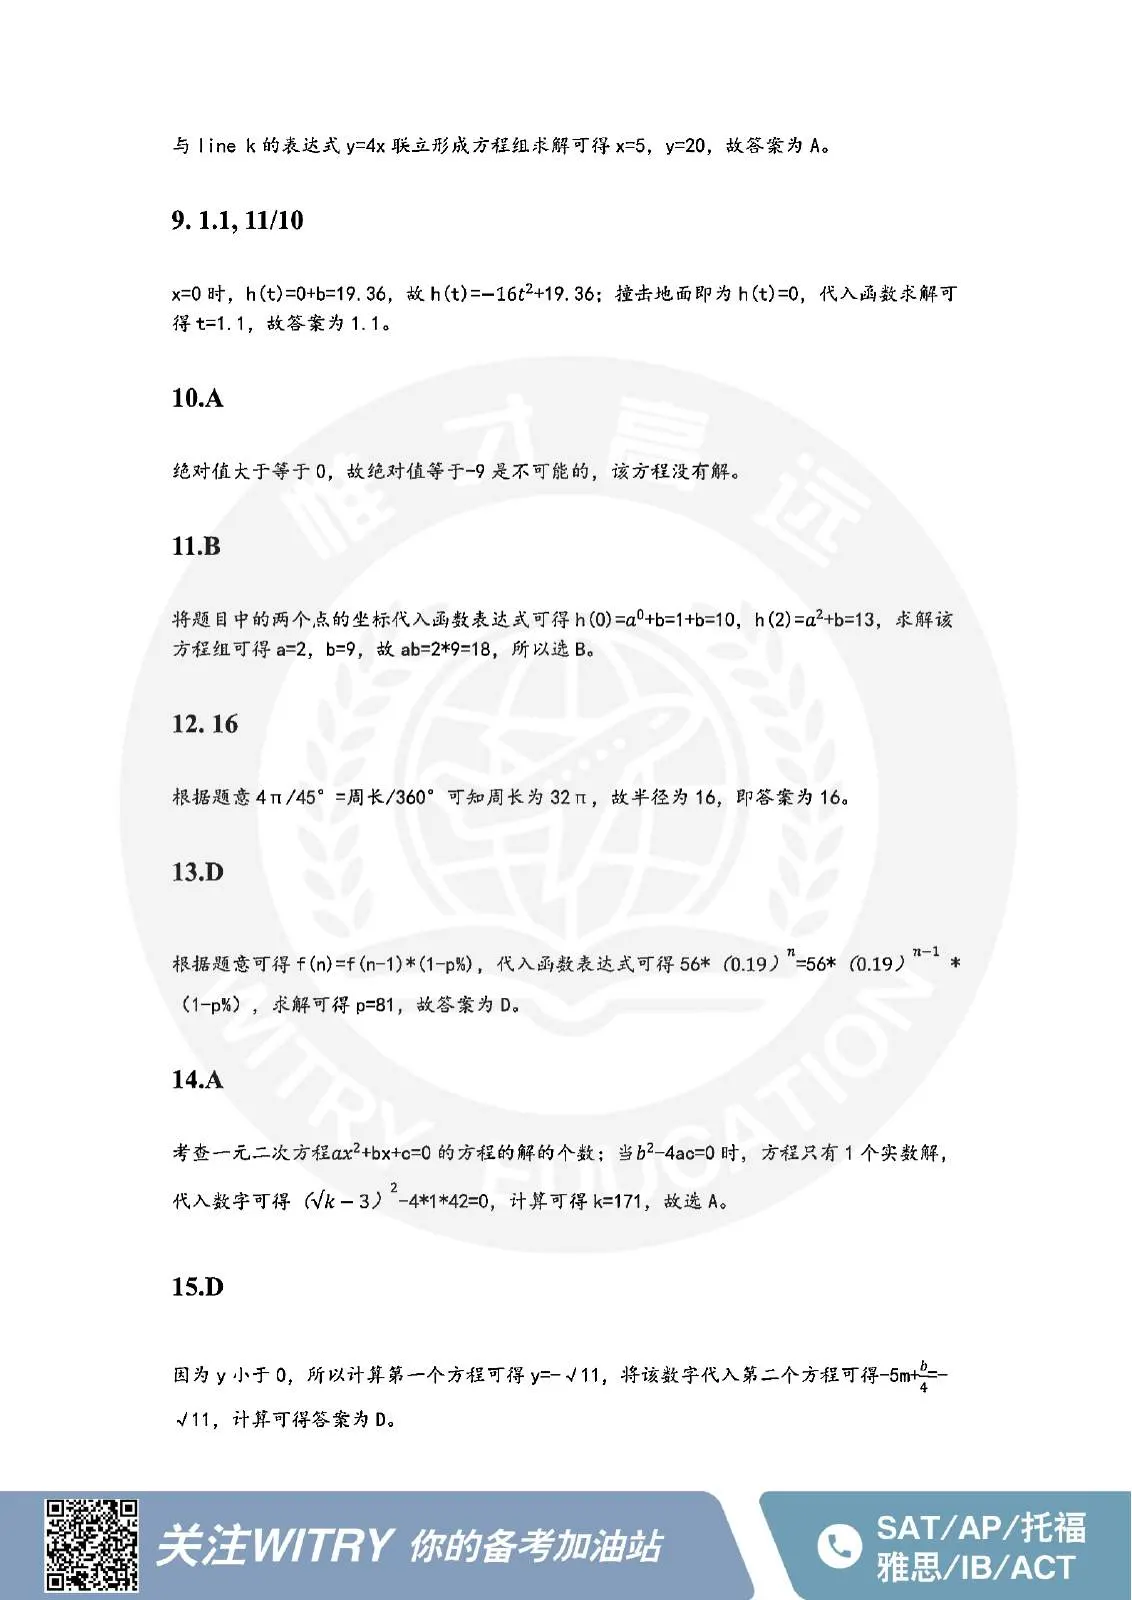 与 line k 的表达式 y=4x 联立形成方程组求解可得 x=5，y=20，故答案为 A。
9. 1.1, 11/10
x=0 时，h(t)=0+b=19.36，故 h(t)=−16t²+19.36；撞击地面即为 h(t)=0，代入函数求解可
得 t=1.1，故答案为 1.1。
10.A
绝对值大于等于 0，故绝对值等于-9 是不可能的，该方程没有解。
11.B
将题目中的两个点的坐标代入函数表达式可得 h(0)=a⁰+b=1+b=10，h(2)=a²+b=13，求解该
方程组可得 a=2，b=9，故 ab=2*9=18，所以选 B。
12. 16
根据题意 4π/45°=周长/360°可知周长为 32π，故半径为 16，即答案为 16。
13.D
根据题意可得 f(n)=f(n-1)*(1-p%)，代入函数表达式可得 56*（0.19）ⁿ=56*（0.19）ⁿ⁻¹ *
（1-p%），求解可得 p=81，故答案为 D。
14.A
考查一元二次方程ax²+bx+c=0 的方程的解的个数；当b²-4ac=0 时，方程只有 1 个实数解，
代入数字可得（√k − 3）²-4*1*42=0，计算可得 k=171，故选 A。
15.D
因为 y 小于 0，所以计算第一个方程可得 y=-√11，将该数字代入第二个方程可得-5m+b/4=-
√11，计算可得答案为 D。
惟才高远
WITRY EDUCATION
关注WITRY 你的备考加油站
SAT/AP/托福
雅思/IB/ACT